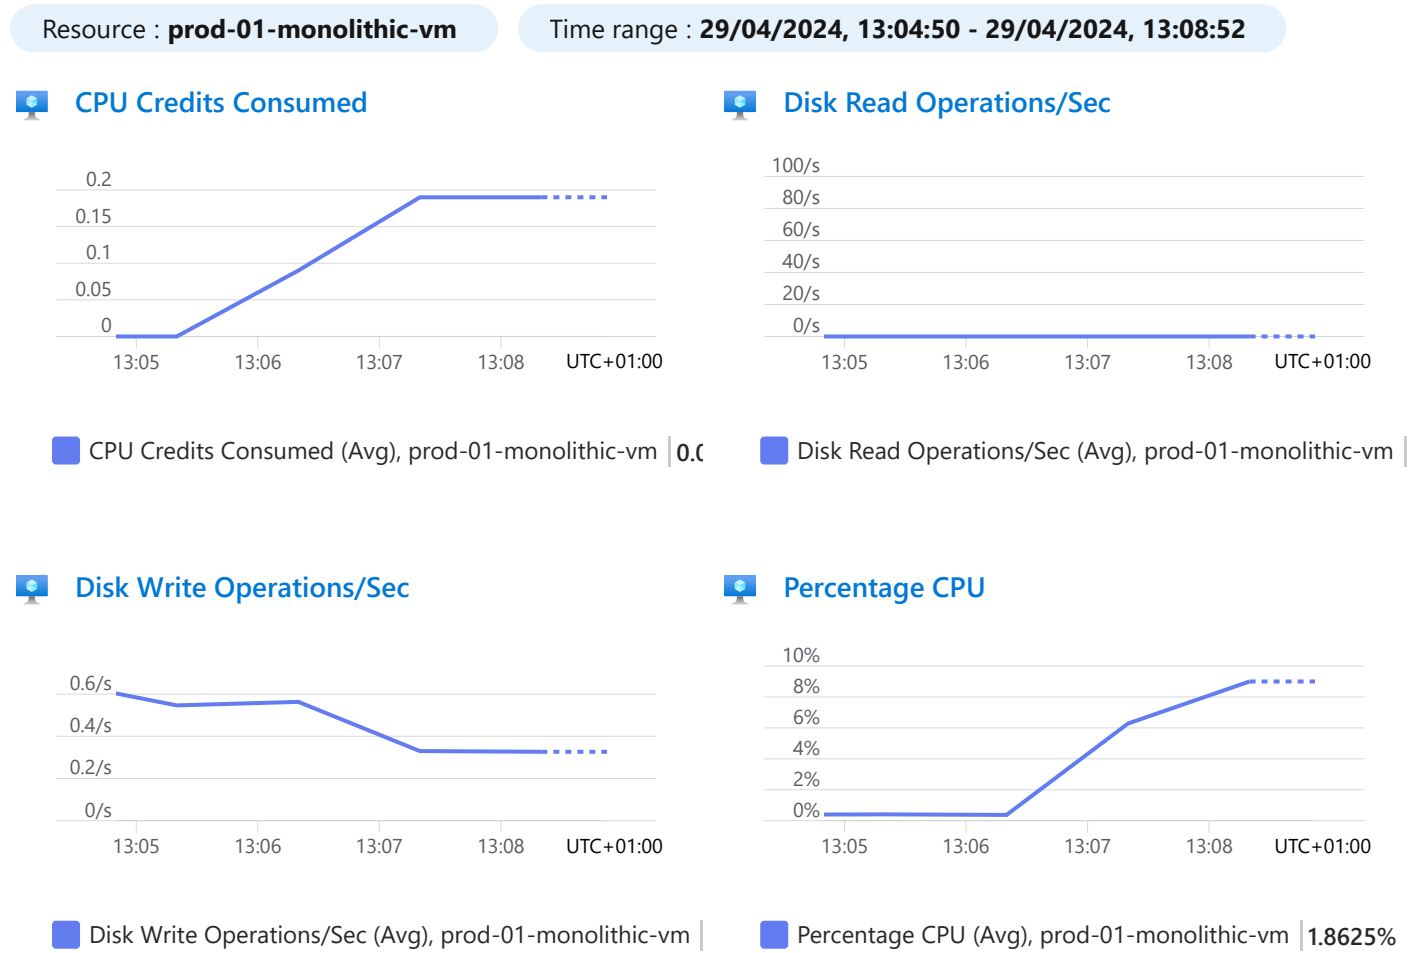 Resource : prod-01-monolithic-vm
Time range : 29/04/2024, 13:04:50 - 29/04/2024, 13:08:52
CPU Credits Consumed
0.2
0.15
0.1
0.05
0
13:05 13:06 13:07 13:08 UTC+01:00
CPU Credits Consumed (Avg), prod-01-monolithic-vm
Disk Read Operations/Sec
100/s
80/s
60/s
40/s
20/s
0/s
13:05 13:06 13:07 13:08 UTC+01:00
Disk Read Operations/Sec (Avg), prod-01-monolithic-vm
Disk Write Operations/Sec
0.6/s
0.4/s
0.2/s
0/s
13:05 13:06 13:07 13:08 UTC+01:00
Disk Write Operations/Sec (Avg), prod-01-monolithic-vm
Percentage CPU
10%
8%
6%
4%
2%
0%
13:05 13:06 13:07 13:08 UTC+01:00
Percentage CPU (Avg), prod-01-monolithic-vm 1.8625%